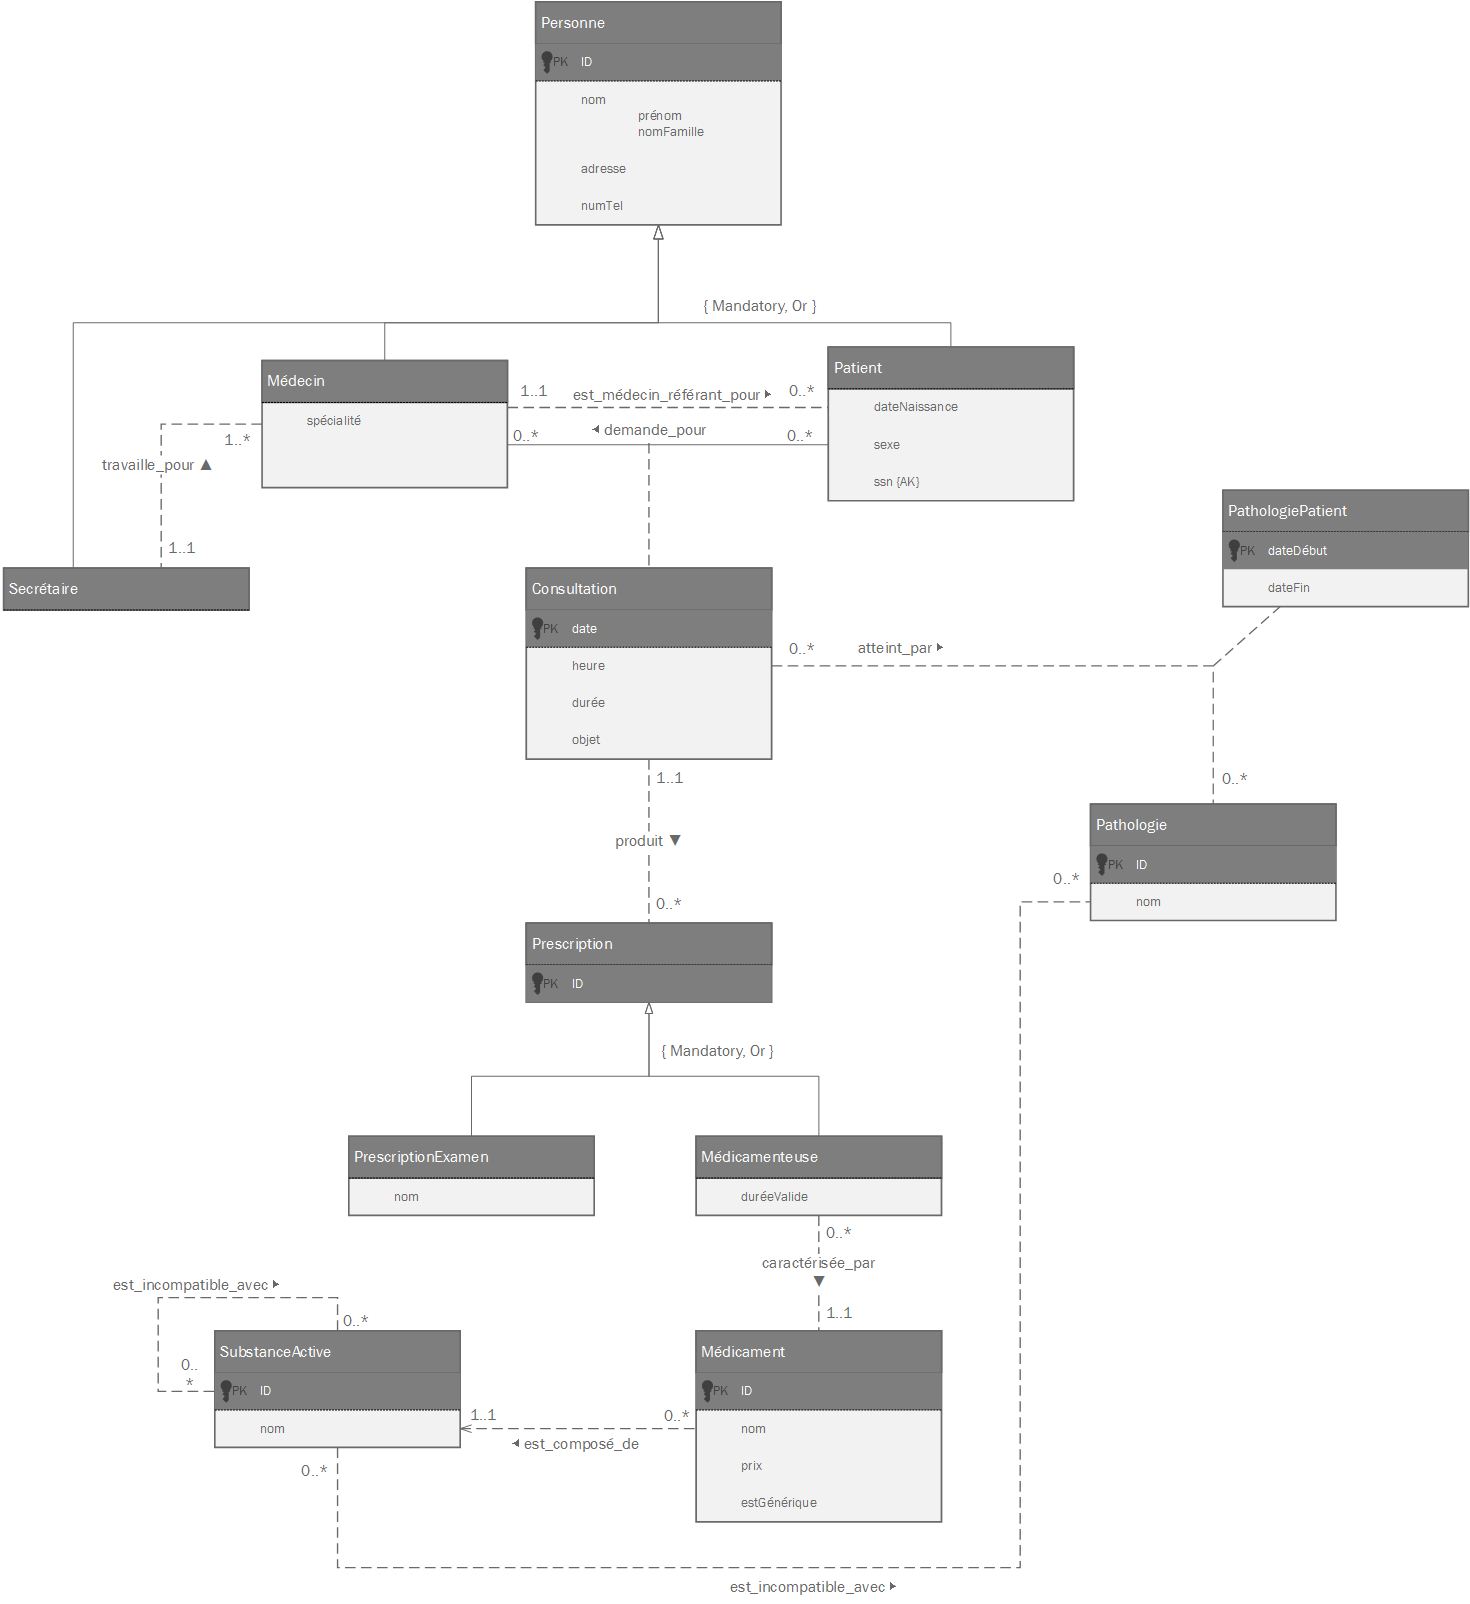 Personne
PK ID
nom
prénom
nomFamille
adresse
numTel
{ Mandatory, Or }
Médecin
spécialité
1..1
est_médecin_référant_pour ▶
0..*
Patient
dateNaissance
sexe
ssn {AK}
0..*
◀ demande_pour
0..*
1..*
travaille_pour ▲
1..1
Secrétaire
PathologiePatient
PK dateDébut
dateFin
Consultation
PK date
heure
durée
objet
0..*
atteint_par ▶
0..*
1..1
produit ▼
0..*
Pathologie
PK ID
nom
0..*
Prescription
PK ID
{ Mandatory, Or }
PrescriptionExamen
nom
Médicamenteuse
duréeValide
0..*
caractérisée_par
▼
1..1
est_incompatible_avec ▶
0..*
0..
*
SubstanceActive
PK ID
nom
1..1
0..*
◀ est_composé_de
Médicament
PK ID
nom
prix
estGénérique
0..*
est_incompatible_avec ▶